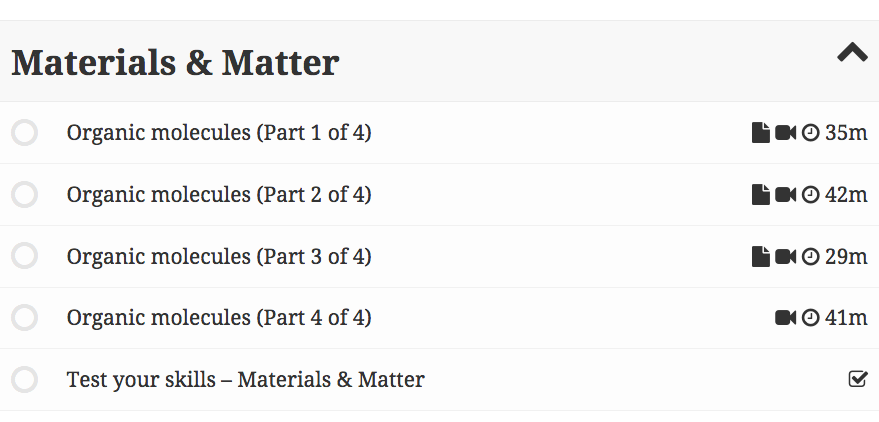 Materials & Matter
Organic molecules (Part 1 of 4) 35m
Organic molecules (Part 2 of 4) 42m
Organic molecules (Part 3 of 4) 29m
Organic molecules (Part 4 of 4) 41m
Test your skills – Materials & Matter